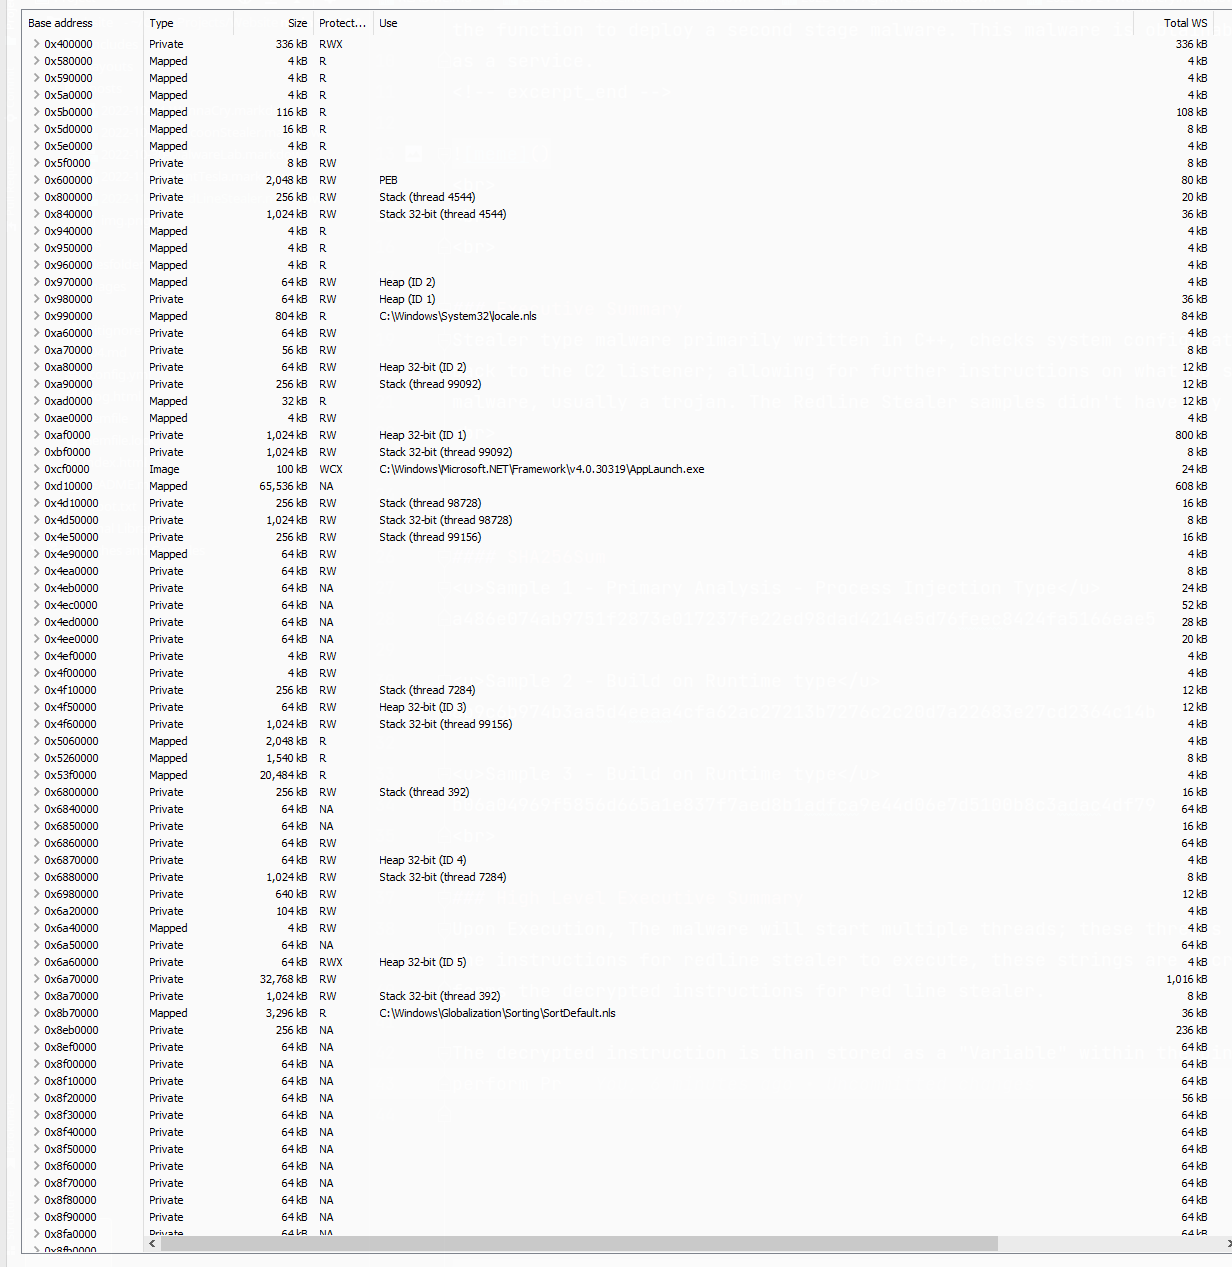 Base address Type Size Protect... Use Total WS
0x400000 Private 336 kB RWX 336 kB
0x580000 Mapped 4 kB R 4 kB
0x590000 Mapped 4 kB R 4 kB
0x5a0000 Mapped 4 kB R 4 kB
0x5b0000 Mapped 116 kB R 108 kB
0x5d0000 Mapped 16 kB R 8 kB
0x5e0000 Mapped 4 kB R 4 kB
0x5f0000 Private 8 kB RW 8 kB
0x600000 Private 2,048 kB RW PEB 80 kB
0x800000 Private 256 kB RW Stack (thread 4544) 20 kB
0x840000 Private 1,024 kB RW Stack 32-bit (thread 4544) 36 kB
0x940000 Mapped 4 kB R 4 kB
0x950000 Mapped 4 kB R 4 kB
0x960000 Mapped 4 kB R 4 kB
0x970000 Mapped 64 kB RW Heap (ID 2) 4 kB
0x980000 Private 64 kB RW Heap (ID 1) 36 kB
0x990000 Mapped 804 kB R C:\Windows\System32\locale.nls 84 kB
0xa60000 Private 64 kB RW 4 kB
0xa70000 Private 56 kB RW 8 kB
0xa80000 Private 64 kB RW Heap 32-bit (ID 2) 12 kB
0xa90000 Private 256 kB RW Stack (thread 99092) 12 kB
0xad0000 Mapped 32 kB R 12 kB
0xae0000 Mapped 4 kB RW 4 kB
0xaf0000 Private 1,024 kB RW Heap 32-bit (ID 1) 800 kB
0xbf0000 Private 1,024 kB RW Stack 32-bit (thread 99092) 8 kB
0xcf0000 Image 100 kB WCX C:\Windows\Microsoft.NET\Framework\v4.0.30319\AppLaunch.exe 24 kB
0xd10000 Mapped 65,536 kB NA 608 kB
0x4d10000 Private 256 kB RW Stack (thread 98728) 16 kB
0x4d50000 Private 1,024 kB RW Stack 32-bit (thread 98728) 8 kB
0x4e50000 Private 256 kB RW Stack (thread 99156) 16 kB
0x4e90000 Mapped 64 kB RW 4 kB
0x4ea0000 Private 64 kB RW 8 kB
0x4eb0000 Private 64 kB NA 24 kB
0x4ec0000 Private 64 kB NA 52 kB
0x4ed0000 Private 64 kB NA 28 kB
0x4ee0000 Private 64 kB NA 20 kB
0x4ef0000 Private 4 kB RW 4 kB
0x4f00000 Private 4 kB RW 4 kB
0x4f10000 Private 256 kB RW Stack (thread 7284) 12 kB
0x4f50000 Private 64 kB RW Heap 32-bit (ID 3) 12 kB
0x4f60000 Private 1,024 kB RW Stack 32-bit (thread 99156) 4 kB
0x5060000 Mapped 2,048 kB R 4 kB
0x5260000 Mapped 1,540 kB R 8 kB
0x53f0000 Mapped 20,484 kB R 4 kB
0x6800000 Private 256 kB RW Stack (thread 392) 16 kB
0x6840000 Private 64 kB NA 64 kB
0x6850000 Private 64 kB NA 16 kB
0x6860000 Private 64 kB RW 64 kB
0x6870000 Private 64 kB RW Heap 32-bit (ID 4) 4 kB
0x6880000 Private 1,024 kB RW Stack 32-bit (thread 7284) 8 kB
0x6980000 Private 640 kB RW 12 kB
0x6a20000 Private 104 kB RW 4 kB
0x6a40000 Mapped 4 kB RW 4 kB
0x6a50000 Private 64 kB NA 64 kB
0x6a60000 Private 64 kB RWX Heap 32-bit (ID 5) 4 kB
0x6a70000 Private 32,768 kB RW 1,016 kB
0x8a70000 Private 1,024 kB RW Stack 32-bit (thread 392) 8 kB
0x8b70000 Mapped 3,296 kB R C:\Windows\Globalization\Sorting\SortDefault.nls 36 kB
0x8eb0000 Private 256 kB NA 236 kB
0x8ef0000 Private 64 kB NA 64 kB
0x8f00000 Private 64 kB NA 64 kB
0x8f10000 Private 64 kB NA 64 kB
0x8f20000 Private 64 kB NA 56 kB
0x8f30000 Private 64 kB NA 64 kB
0x8f40000 Private 64 kB NA 64 kB
0x8f50000 Private 64 kB NA 64 kB
0x8f60000 Private 64 kB NA 64 kB
0x8f70000 Private 64 kB NA 64 kB
0x8f80000 Private 64 kB NA 64 kB
0x8f90000 Private 64 kB NA 64 kB
0x8fa0000 Private 64 kB NA 64 kB
0x8fb0000